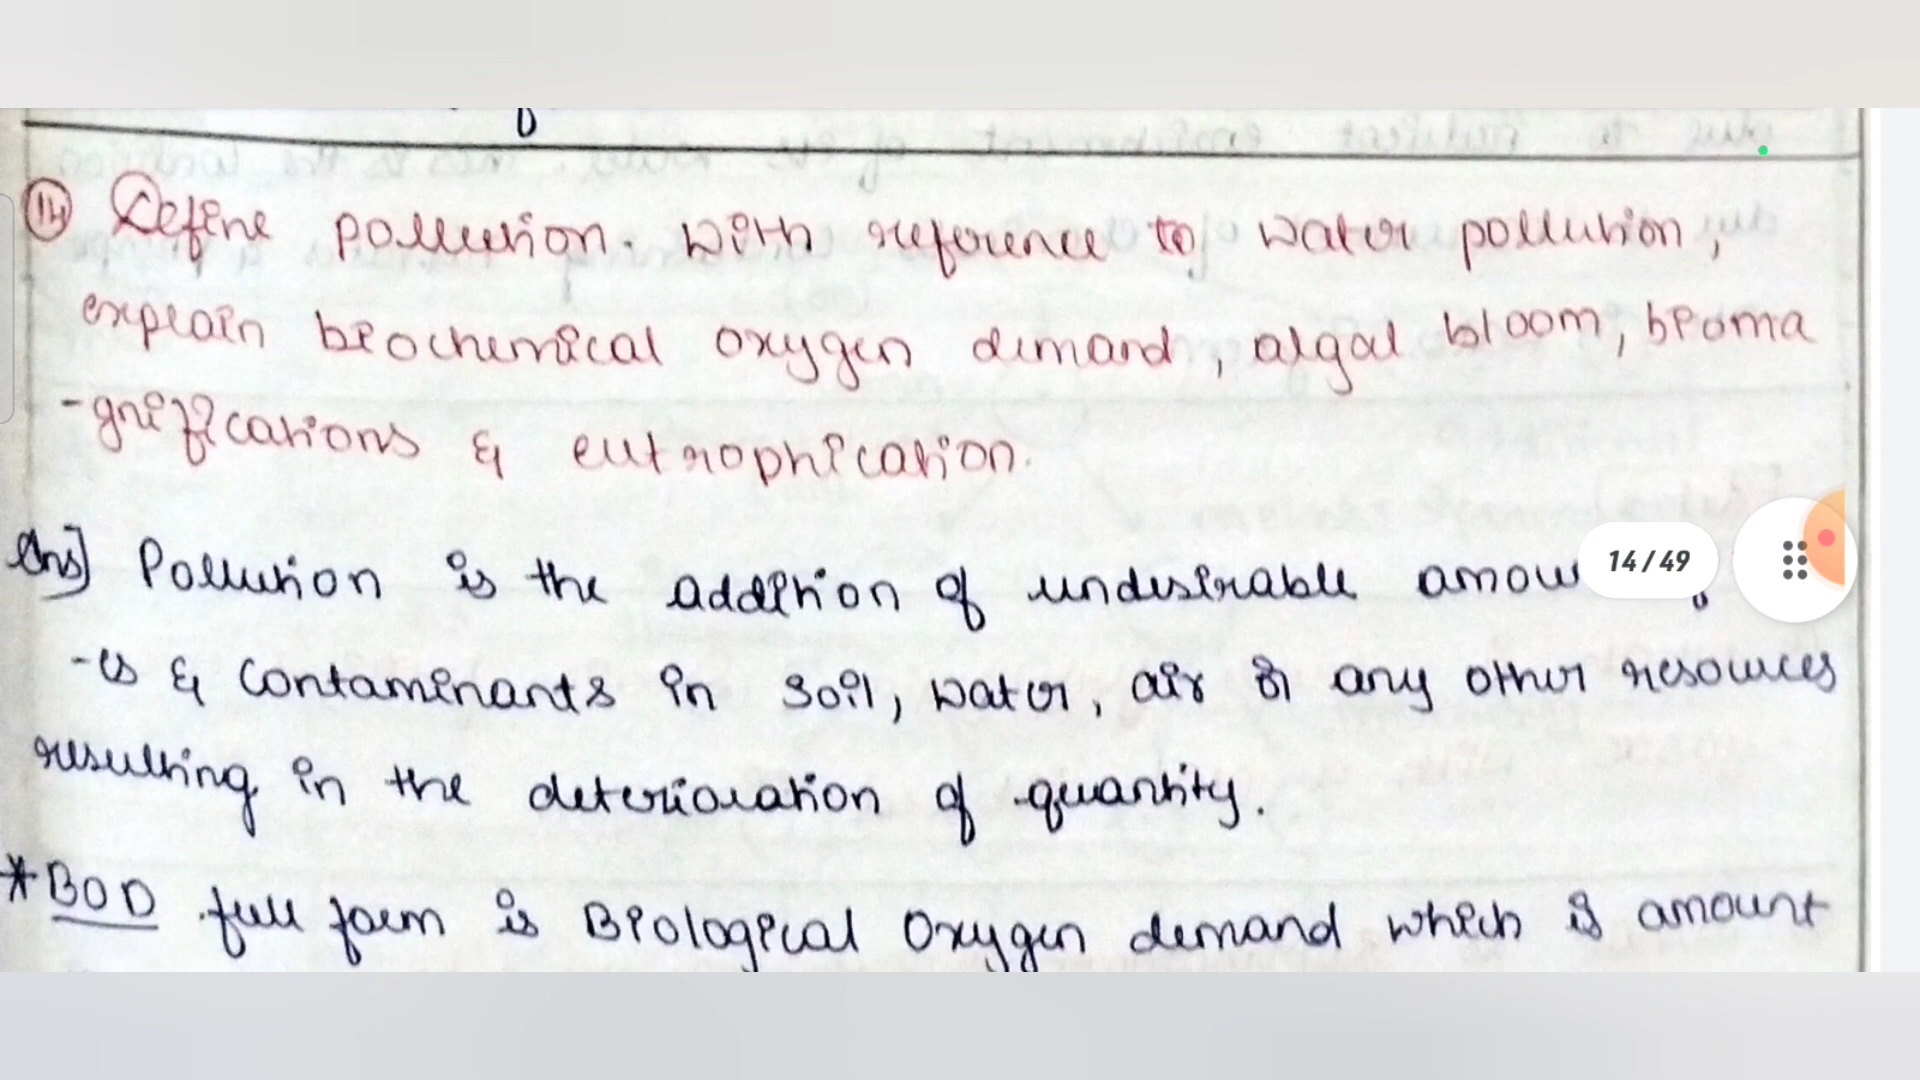 14 Define pollution. With reference to water pollution,
explain biochemical oxygen demand, algal bloom, bioma
-gnifications & eutrophication.
Ans] Pollution is the addition of undesirable
14/49
-es & contaminants in soil, water, air or any other resources
resulting in the deterioration of quantity.
*BOD full form is Biological Oxygen demand which is amount